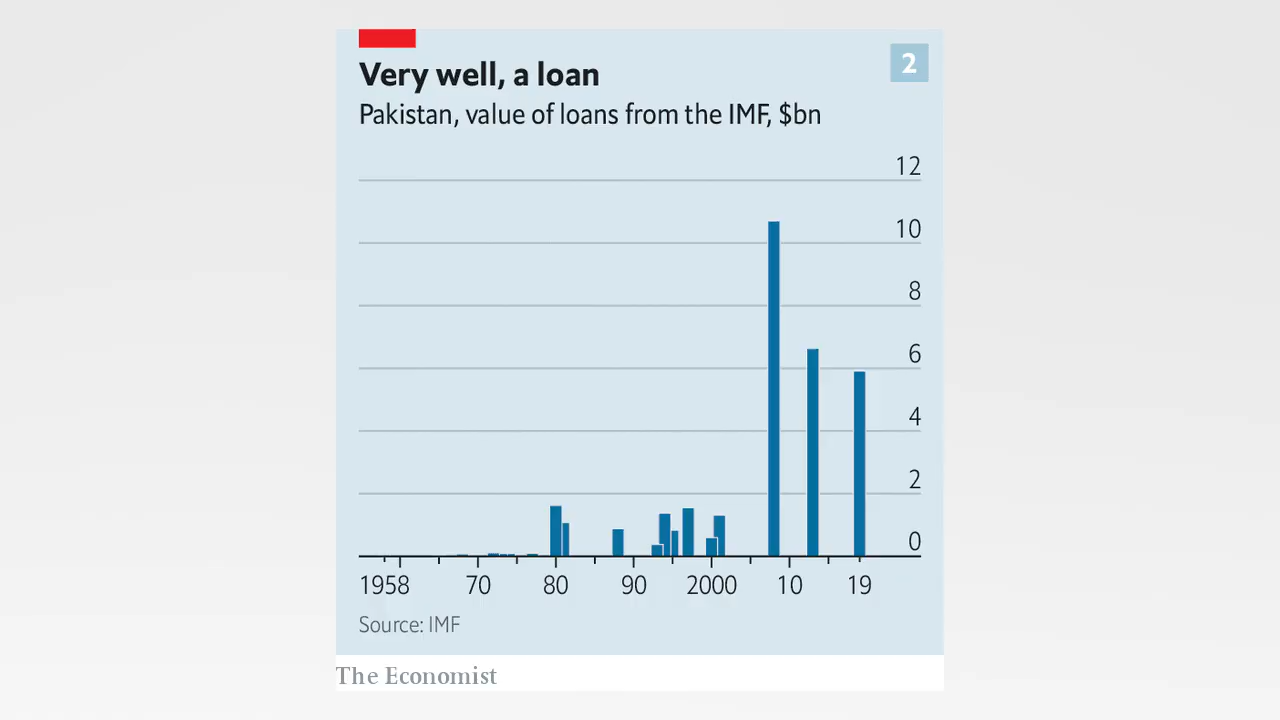 2
Very well, a loan
Pakistan, value of loans from the IMF, $bn
12
10
8
6
4
2
0
1958 70 80 90 2000 10 19
Source: IMF
The Economist